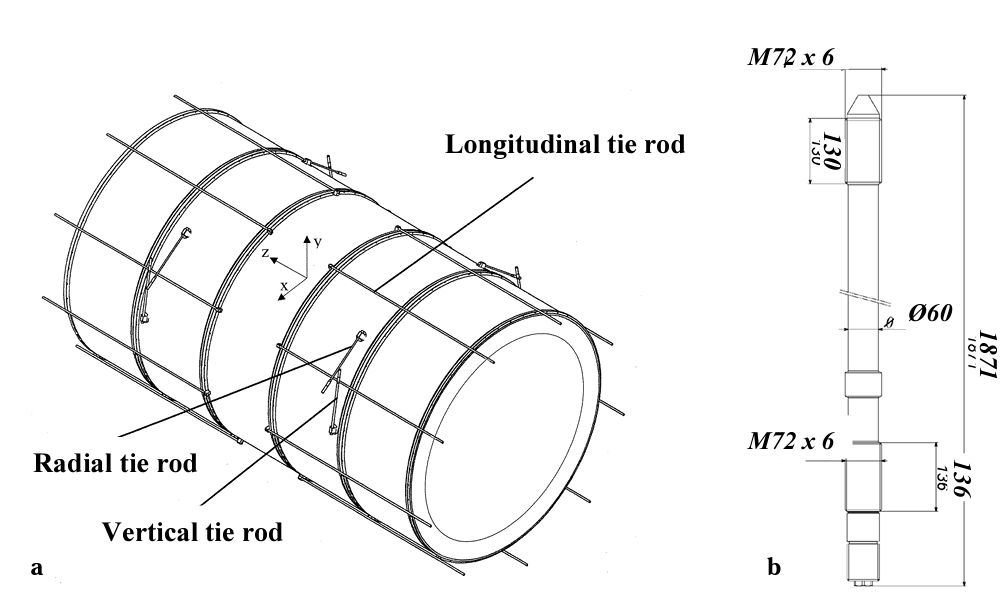 M72 x 6
Longitudinal tie rod
130
130
y
z
x
Ø60
Ø
1871
1871
M72 x 6
Radial tie rod
136
136
Vertical tie rod
a
b